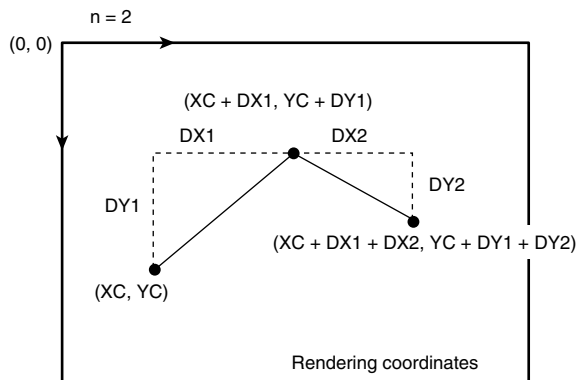 n = 2
(0, 0)
(XC + DX1, YC + DY1)
DX1
DX2
DY1
DY2
(XC + DX1 + DX2, YC + DY1 + DY2)
(XC, YC)
Rendering coordinates